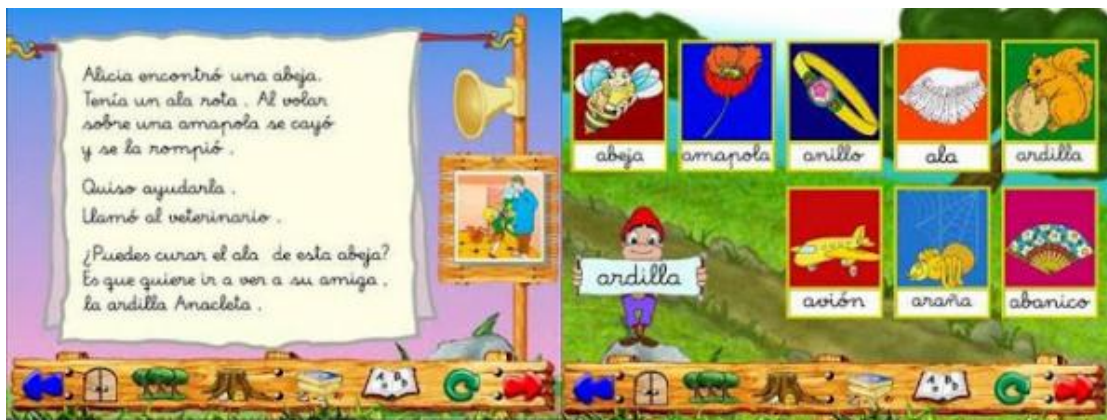 Alicia encontró una abeja.
Tenía un ala rota. Al volar
sobre una amapola se cayó
y se la rompió.
Quiso ayudarla.
Llamó al veterinario.
¿Puedes curar el ala de esta abeja?
Es que quiere ir a ver a su amiga,
la ardilla Anacleta.
abeja
amapola
anillo
ala
ardilla
ardilla
avión
araña
abanico